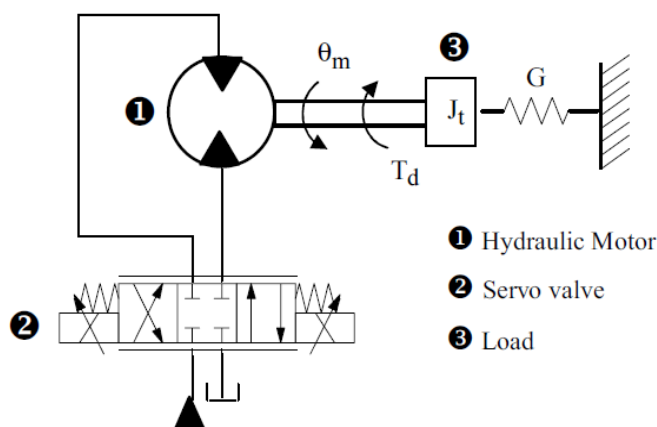 ❸
θm
G
❶
Jt
Td
❶ Hydraulic Motor
❷ Servo valve
❷
❸ Load